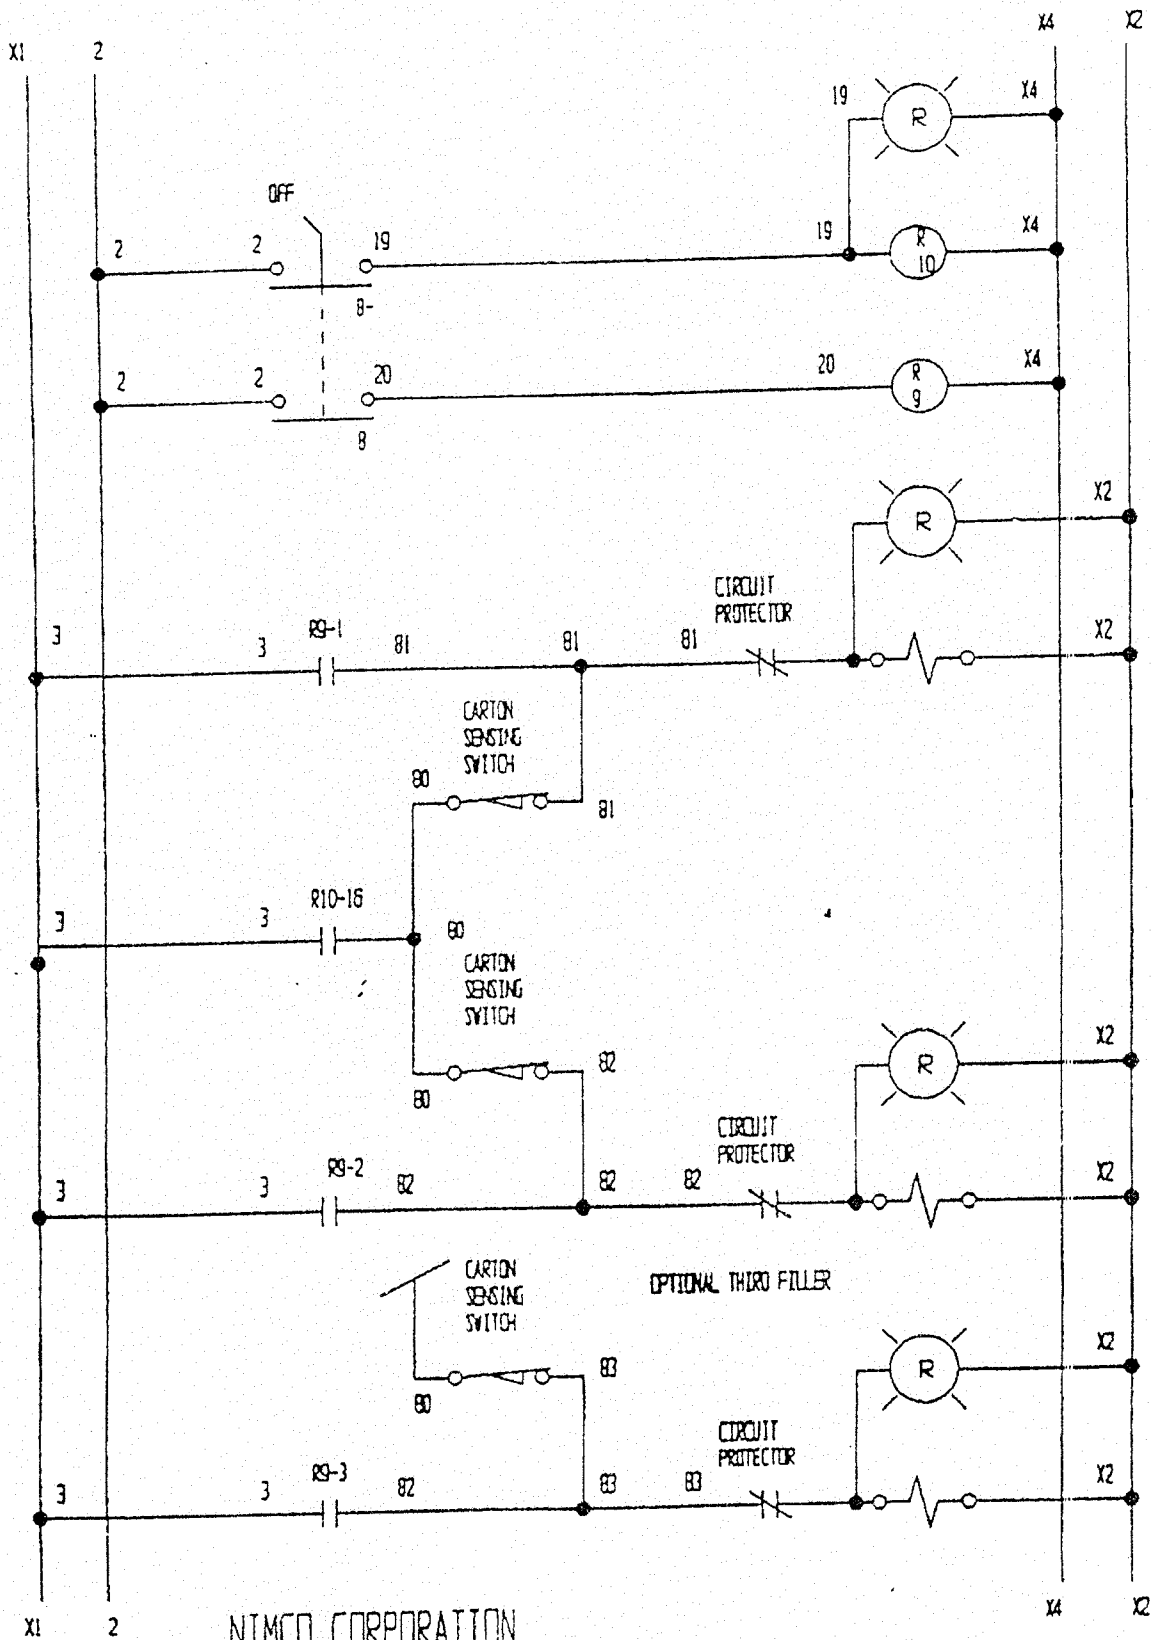 X1 2 X4 X2
19 R X4
OFF
2 2 19 19 R 10 X4
8-
2 2 20 20 R 9 X4
8
R X2
CIRCUIT
PROTECTOR
3 3 R9-1 81 81 81 X2
CARTON
SENSING
SWITCH
80 81
3 3 R10-16 80
CARTON
SENSING
SWITCH
80 82
R X2
CIRCUIT
PROTECTOR
3 3 R9-2 82 82 82 X2
CARTON
SENSING
SWITCH
OPTIONAL THIRD FILLER
80 83
R X2
CIRCUIT
PROTECTOR
3 3 R9-3 82 83 83 X2
X1 2 X4 X2
NIMCO CORPORATION